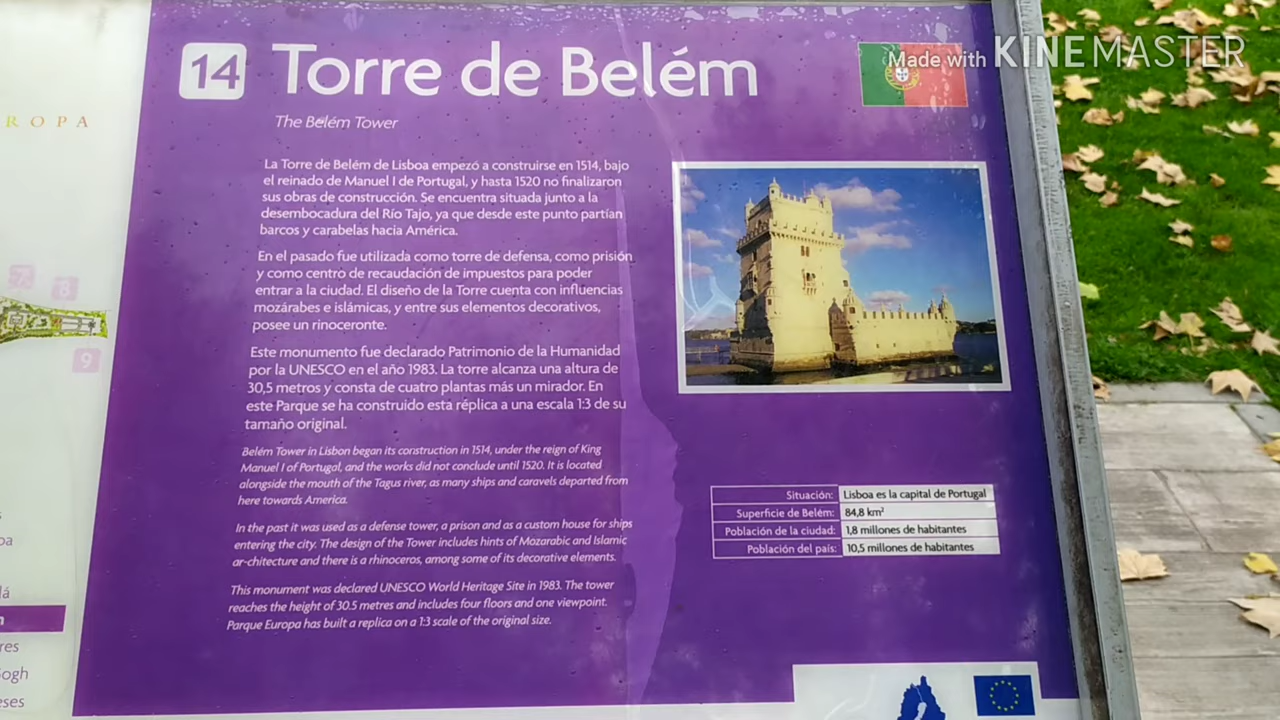 14
Torre de Belém
Made with KINEMASTER
ROPA
The Belém Tower
La Torre de Belém de Lisboa empezó a construirse en 1514, bajo
el reinado de Manuel I de Portugal, y hasta 1520 no finalizaron
sus obras de construcción. Se encuentra situada junto a la
desembocadura del Río Tajo, ya que desde este punto partían
barcos y carabelas hacia América.
En el pasado fue utilizada como torre de defensa, como prisión
y como centro de recaudación de impuestos para poder
entrar a la ciudad. El diseño de la Torre cuenta con influencias
mozárabes e islámicas, y entre sus elementos decorativos,
posee un rinoceronte.
Este monumento fue declarado Patrimonio de la Humanidad
por la UNESCO en el año 1983. La torre alcanza una altura de
30,5 metros y consta de cuatro plantas más un mirador. En
este Parque se ha construido esta réplica a una escala 1:3 de su
tamaño original.
Belém Tower in Lisbon began its construction in 1514, under the reign of King
Manuel I of Portugal, and the works did not conclude until 1520. It is located
alongside the mouth of the Tagus river, as many ships and caravels departed from
here towards America.
In the past it was used as a defense tower, a prison and as a custom house for ships
entering the city. The design of the Tower includes hints of Mozarabic and Islamic
ar-chitecture and there is a rhinoceros, among some of its decorative elements.
This monument was declared UNESCO World Heritage Site in 1983. The tower
reaches the height of 30.5 metres and includes four floors and one viewpoint.
Parque Europa has built a replica on a 1:3 scale of the original size.
Situación: Lisboa es la capital de Portugal
Superficie de Belém: 84,8 km²
Población de la ciudad: 1,8 millones de habitantes
Población del país: 10,5 millones de habitantes
7
8
9
oa
lá
n
res
ogh
eses